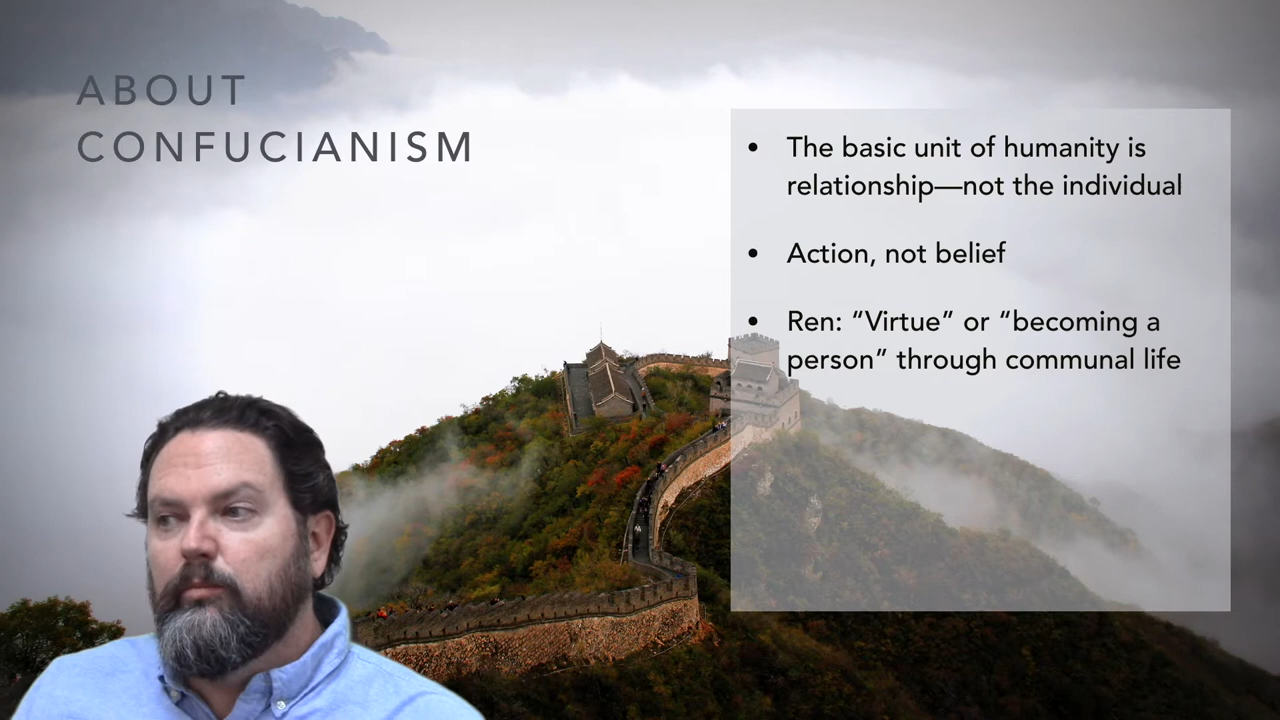 ABOUT
CONFUCIANISM
• The basic unit of humanity is
relationship—not the individual
• Action, not belief
• Ren: “Virtue” or “becoming a
person” through communal life